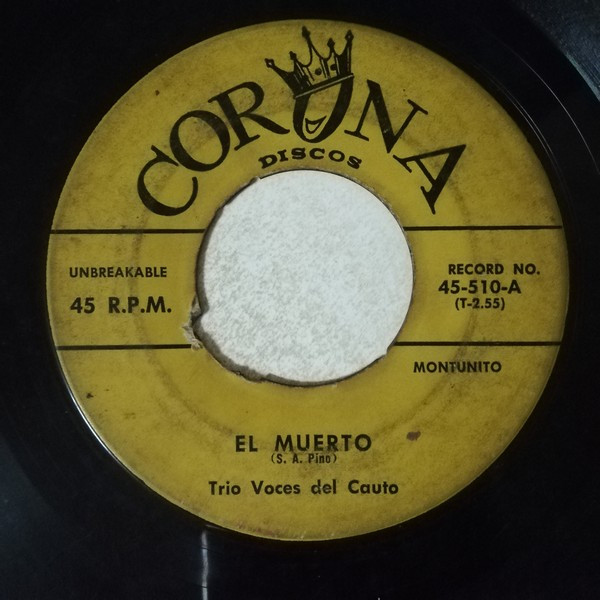 CORONA
DISCOS
UNBREAKABLE
45 R.P.M.
RECORD NO.
45-510-A
(T-2.55)
MONTUNITO
EL MUERTO
(S. A. Pino)
Trio Voces del Cauto